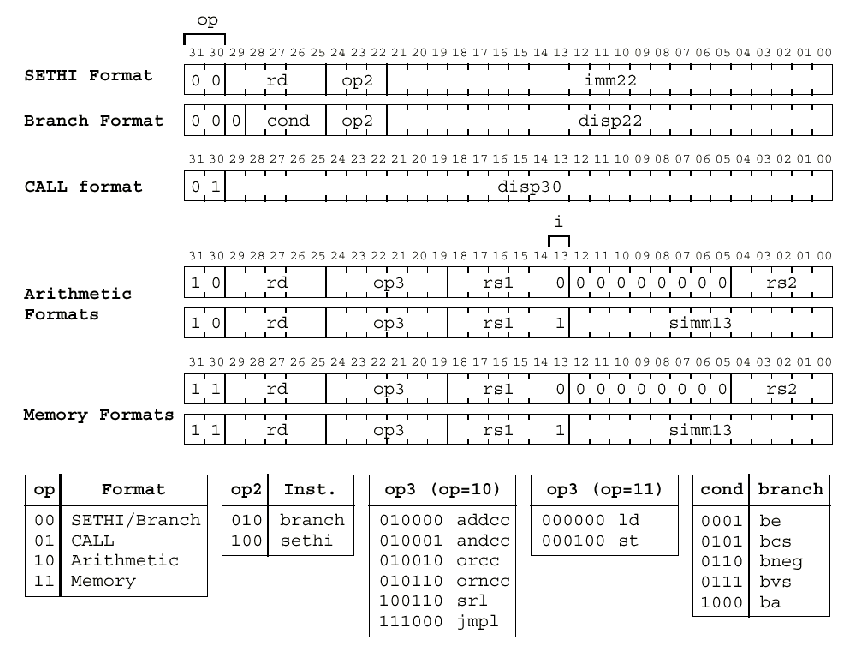 op
31 30 29 28 27 26 25 24 23 22 21 20 19 18 17 16 15 14 13 12 11 10 09 08 07 06 05 04 03 02 01 00
SETHI Format 0 0 rd op2 imm22
Branch Format 0 0 0 cond op2 disp22
31 30 29 28 27 26 25 24 23 22 21 20 19 18 17 16 15 14 13 12 11 10 09 08 07 06 05 04 03 02 01 00
CALL format 0 1 disp30
i
31 30 29 28 27 26 25 24 23 22 21 20 19 18 17 16 15 14 13 12 11 10 09 08 07 06 05 04 03 02 01 00
1 0 rd op3 rs1 0 0 0 0 0 0 0 0 0 rs2
Arithmetic
Formats
1 0 rd op3 rs1 1 simm13
31 30 29 28 27 26 25 24 23 22 21 20 19 18 17 16 15 14 13 12 11 10 09 08 07 06 05 04 03 02 01 00
1 1 rd op3 rs1 0 0 0 0 0 0 0 0 0 rs2
Memory Formats
1 1 rd op3 rs1 1 simm13
op Format
00 SETHI/Branch
01 CALL
10 Arithmetic
11 Memory
op2 Inst.
010 branch
100 sethi
op3 (op=10)
010000 addcc
010001 andcc
010010 orcc
010110 orncc
100110 srl
111000 jmpl
op3 (op=11)
000000 ld
000100 st
cond branch
0001 be
0101 bcs
0110 bneg
0111 bvs
1000 ba